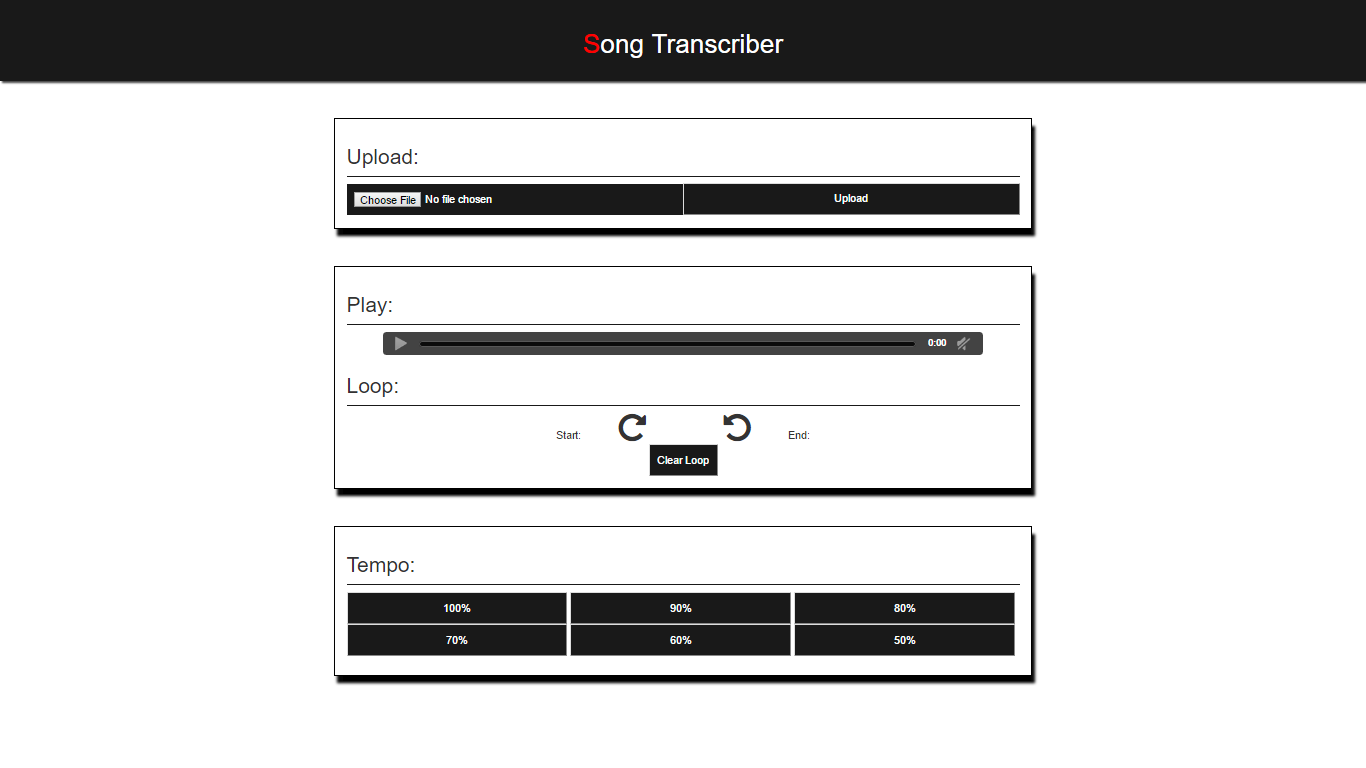 Song Transcriber
Upload:
Choose File No file chosen Upload
Play:
0:00
Loop:
Start: End:
Clear Loop
Tempo:
100% 90% 80%
70% 60% 50%